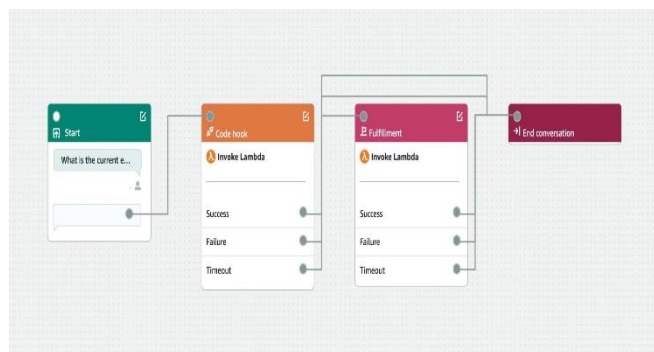 Start
What is the current e...
Code hook
Invoke Lambda
Success
Failure
Timeout
Fulfillment
Invoke Lambda
Success
Failure
Timeout
End conversation